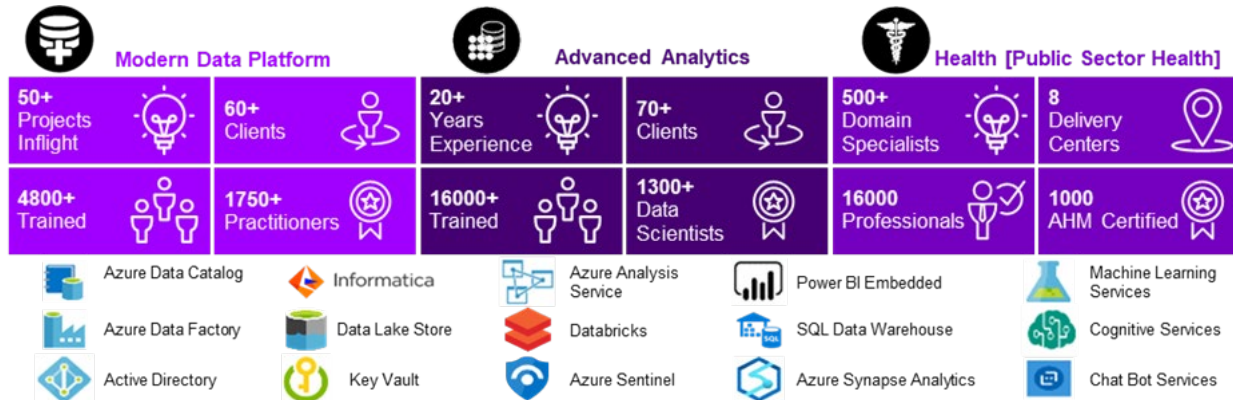 Modern Data Platform
Advanced Analytics
Health [Public Sector Health]
50+
Projects
Inflight
60+
Clients
20+
Years
Experience
70+
Clients
500+
Domain
Specialists
8
Delivery
Centers
4800+
Trained
1750+
Practitioners
16000+
Trained
1300+
Data
Scientists
16000
Professionals
1000
AHM Certified
Azure Data Catalog
Informatica
Azure Analysis
Service
Power BI Embedded
Machine Learning
Services
Azure Data Factory
Data Lake Store
Databricks
SQL
SQL Data Warehouse
Cognitive Services
Active Directory
Key Vault
Azure Sentinel
Azure Synapse Analytics
Chat Bot Services